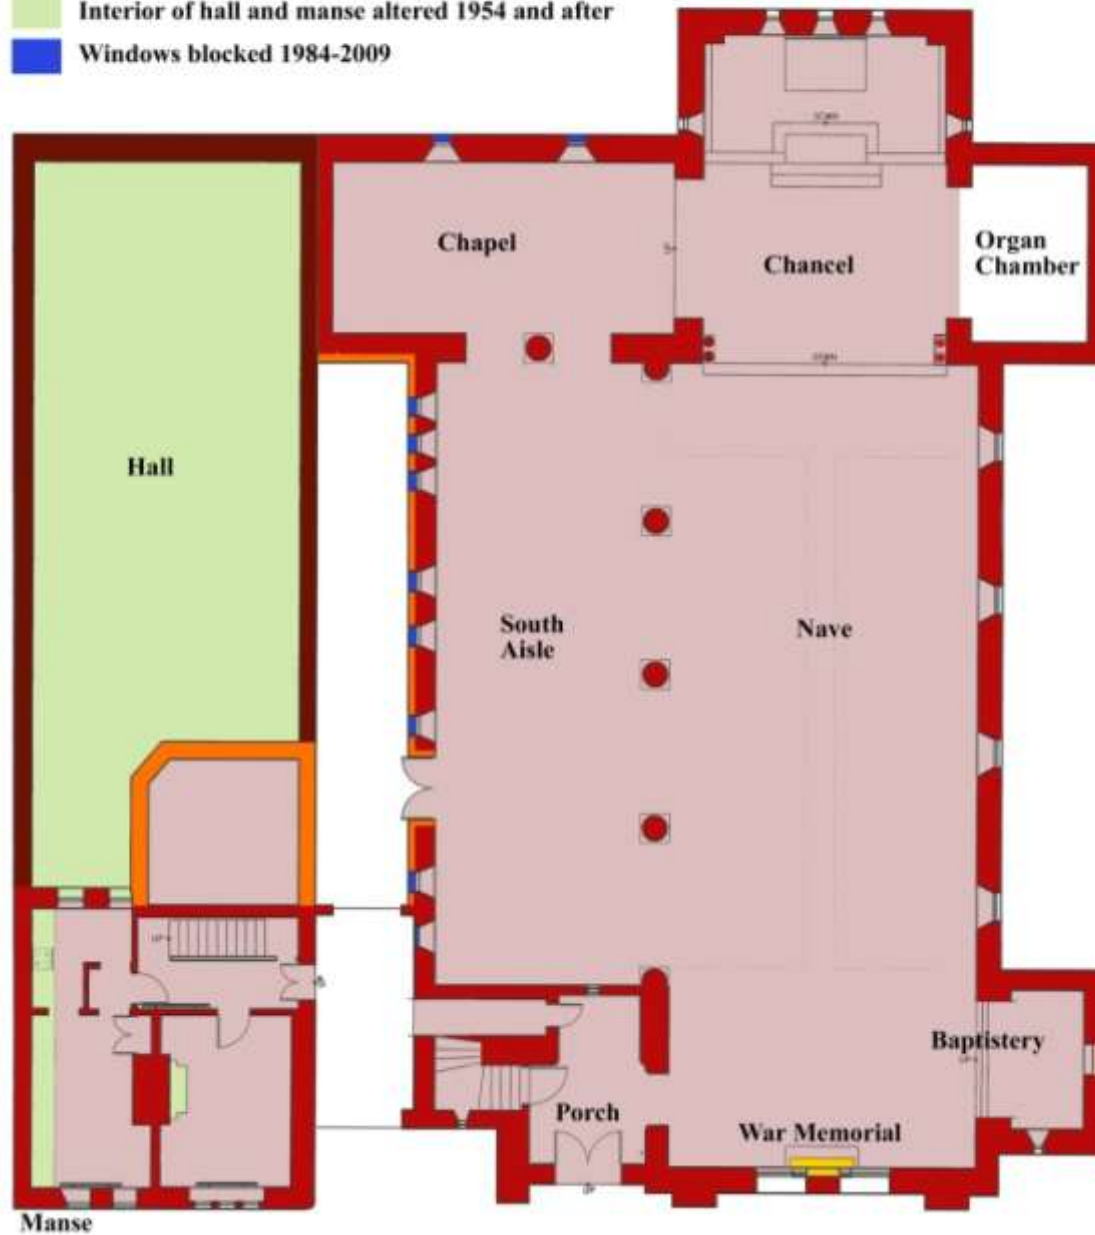 Interior of hall and manse altered 1954 and after
Windows blocked 1984-2009
Chapel
Chancel
Organ
Chamber
Hall
South
Aisle
Nave
Baptistery
Porch
War Memorial
Manse